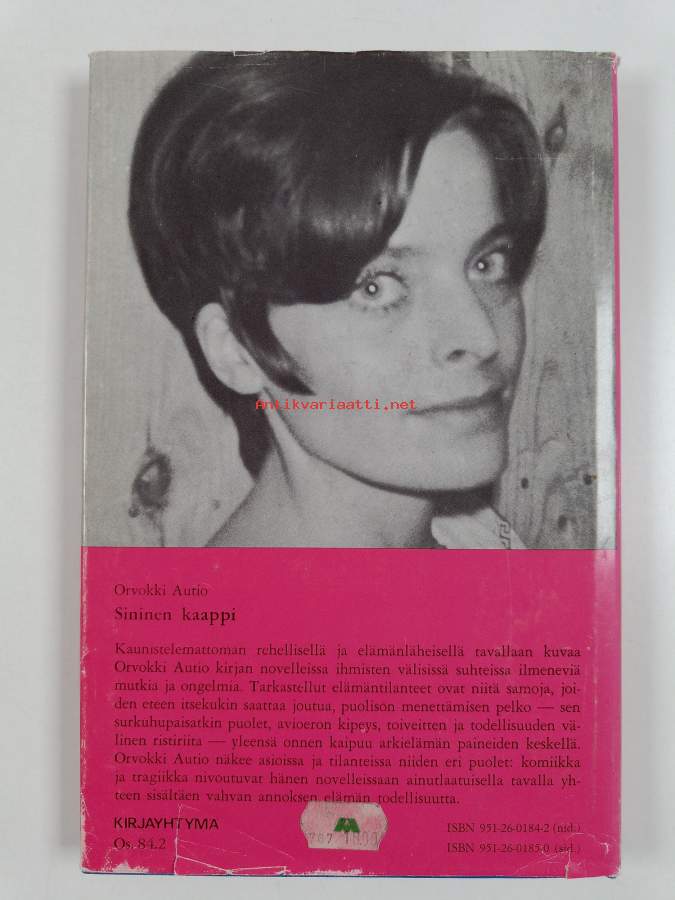 Antikvariaatti.net
Orvokki Autio
Sininen kaappi
Kaunistelemattoman rehellisellä ja elämänläheisellä tavallaan kuvaa
Orvokki Autio kirjan novelleissa ihmisten välisissä suhteissa ilmeneviä
mutkia ja ongelmia. Tarkastellut elämäntilanteet ovat niitä samoja, joi-
den eteen itsekukin saattaa joutua, puolison menettämisen pelko — sen
surkuhupaisatkin puolet, avioeron kipeys, toiveitten ja todellisuuden vä-
linen ristiriita — yleensä onnen kaipuu arkielämän paineiden keskellä.
Orvokki Autio näkee asioissa ja tilanteissa niiden eri puolet: komiikka
ja tragiikka nivoutuvat hänen novelleissaan ainutlaatuisella tavalla yh-
teen sisältäen vahvan annoksen elämän todellisuutta.
KIRJAYHTYMÄ
Os. 84.2
ISBN 951-26-0184-2 (nid.)
ISBN 951-26-0185-0 (sid.)